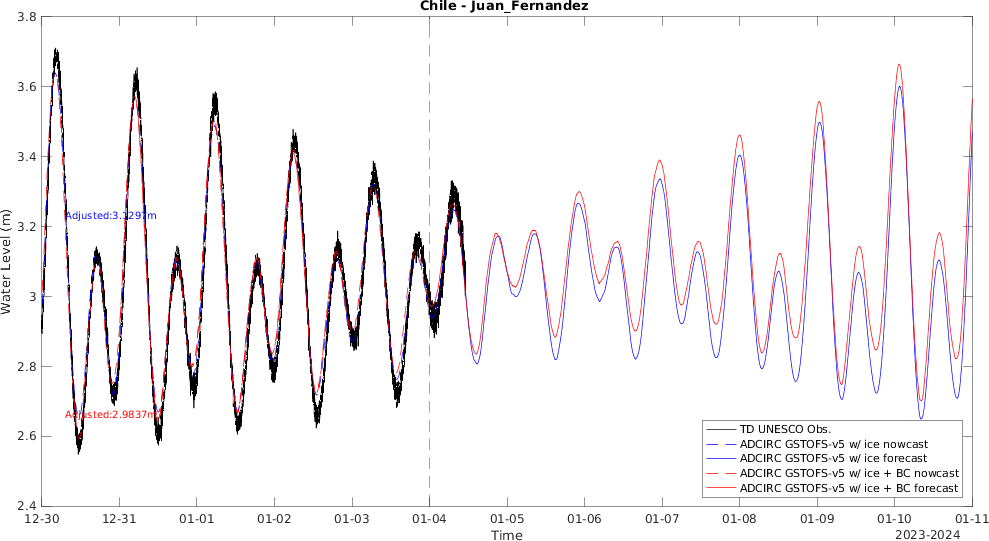 Chile - Juan_Fernandez
3.8
3.6
3.4
3.2
3
2.8
2.6
2.4
Water Level (m)
Adjusted:3.1297m
Adjusted:2.9837m
TD UNESCO Obs.
ADCIRC GSTOFS-v5 w/ ice nowcast
ADCIRC GSTOFS-v5 w/ ice forecast
ADCIRC GSTOFS-v5 w/ ice + BC nowcast
ADCIRC GSTOFS-v5 w/ ice + BC forecast
12-30 12-31 01-01 01-02 01-03 01-04 01-05 01-06 01-07 01-08 01-09 01-10 01-11
Time
2023-2024